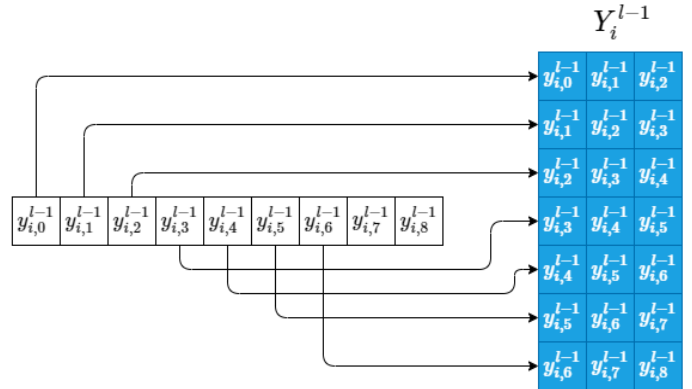 Y_i^{l-1}
y_{i,0}^{l-1} y_{i,1}^{l-1} y_{i,2}^{l-1}
y_{i,1}^{l-1} y_{i,2}^{l-1} y_{i,3}^{l-1}
y_{i,2}^{l-1} y_{i,3}^{l-1} y_{i,4}^{l-1}
y_{i,0}^{l-1} y_{i,1}^{l-1} y_{i,2}^{l-1} y_{i,3}^{l-1} y_{i,4}^{l-1} y_{i,5}^{l-1} y_{i,6}^{l-1} y_{i,7}^{l-1} y_{i,8}^{l-1}
y_{i,3}^{l-1} y_{i,4}^{l-1} y_{i,5}^{l-1}
y_{i,4}^{l-1} y_{i,5}^{l-1} y_{i,6}^{l-1}
y_{i,5}^{l-1} y_{i,6}^{l-1} y_{i,7}^{l-1}
y_{i,6}^{l-1} y_{i,7}^{l-1} y_{i,8}^{l-1}